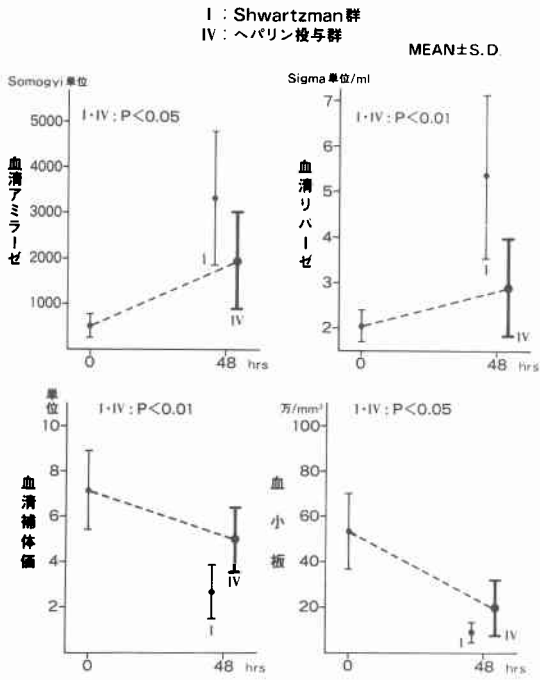 I : Shwartzman群
IV : ヘパリン投与群
MEAN±S.D.
Somogyi単位
I・IV : P<0.05
血清アミラーゼ
5000
4000
3000
2000
1000
I
IV
0
48
hrs
Sigma単位/ml
I・IV : P<0.01
血清リパーゼ
7
6
5
4
3
2
I
IV
0
48
hrs
単位
I・IV : P<0.01
血清補体価
10
8
6
4
2
I
IV
0
48
hrs
万/mm³
I・IV : P<0.05
血小板
100
80
60
40
20
I
IV
0
48
hrs